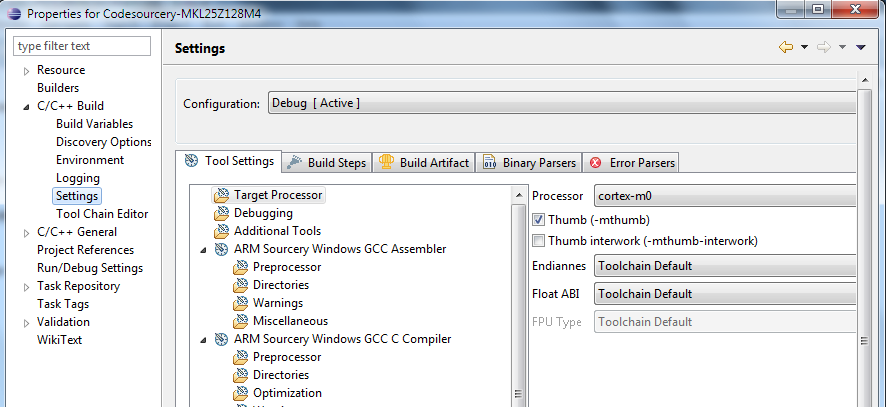 Properties for Codesourcery-MKL25Z128M4
type filter text
Resource
Builders
C/C++ Build
Build Variables
Discovery Options
Environment
Logging
Settings
Tool Chain Editor
C/C++ General
Project References
Run/Debug Settings
Task Repository
Task Tags
Validation
WikiText
Settings
Configuration: Debug [ Active ]
Tool Settings Build Steps Build Artifact Binary Parsers Error Parsers
Target Processor
Debugging
Additional Tools
ARM Sourcery Windows GCC Assembler
Preprocessor
Directories
Warnings
Miscellaneous
ARM Sourcery Windows GCC C Compiler
Preprocessor
Directories
Optimization
Processor cortex-m0
Thumb (-mthumb)
Thumb interwork (-mthumb-interwork)
Endiannes Toolchain Default
Float ABI Toolchain Default
FPU Type Toolchain Default